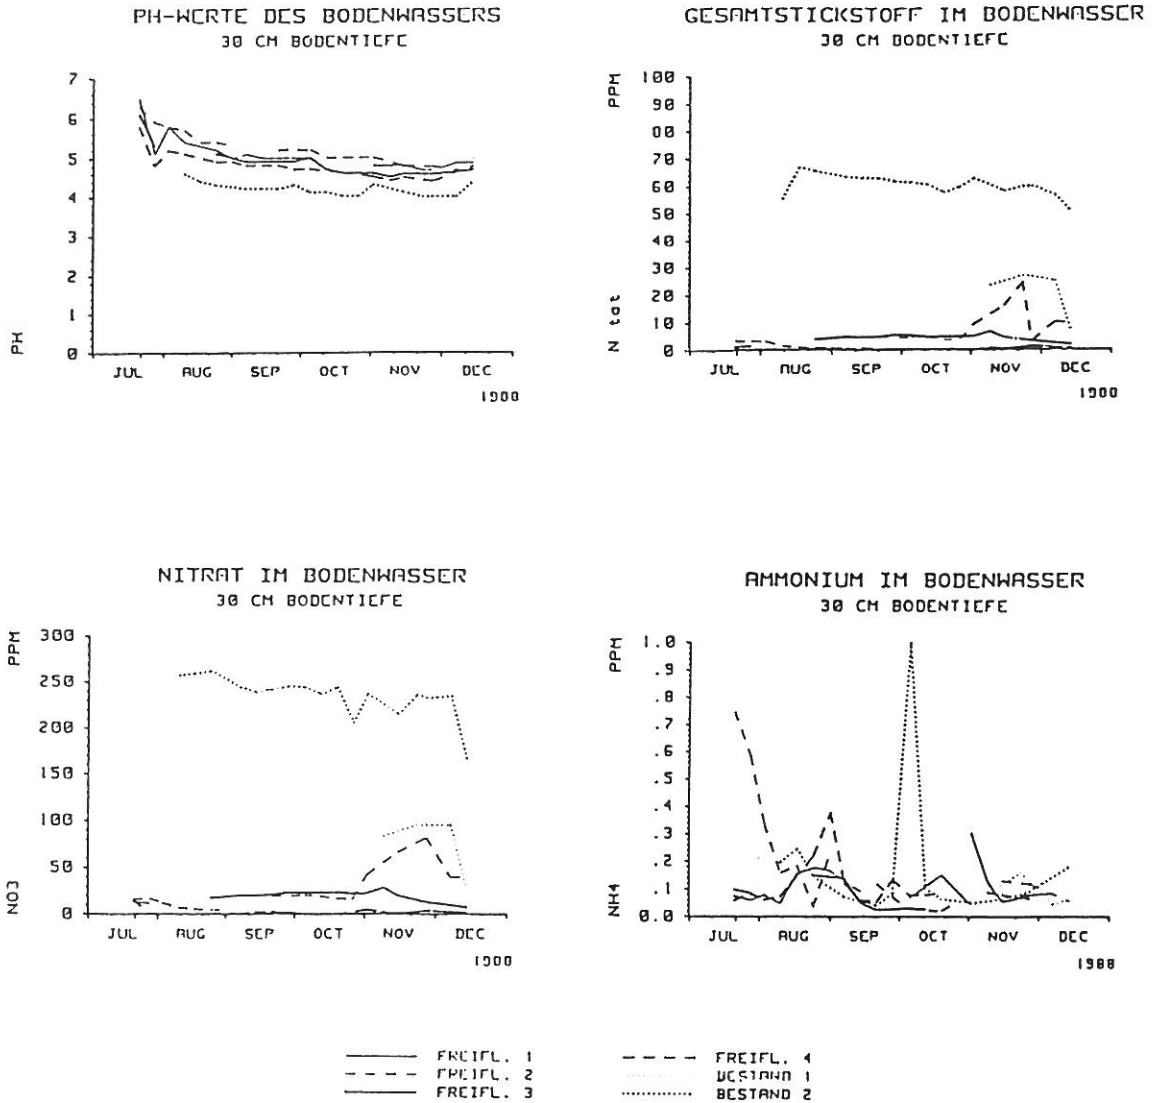 PH-WERTE DES BODENWASSERS
30 CM BODENTIEFE
7
6
5
4
3
2
1
0
PH
JUL AUG SEP OCT NOV DEC
1988
GESAMTSTICKSTOFF IM BODENWASSER
30 CM BODENTIEFE
PPM
100
90
80
70
60
50
40
30
20
10
0
N tot
JUL AUG SEP OCT NOV DEC
1988
NITRAT IM BODENWASSER
30 CM BODENTIEFE
PPM
300
250
200
150
100
50
0
NO3
JUL AUG SEP OCT NOV DEC
1988
AMMONIUM IM BODENWASSER
30 CM BODENTIEFE
PPM
1.0
.9
.8
.7
.6
.5
.4
.3
.2
.1
0.0
NH4
JUL AUG SEP OCT NOV DEC
1988
FREIFL. 1
FREIFL. 2
FREIFL. 3
FREIFL. 4
BESTAND 1
BESTAND 2